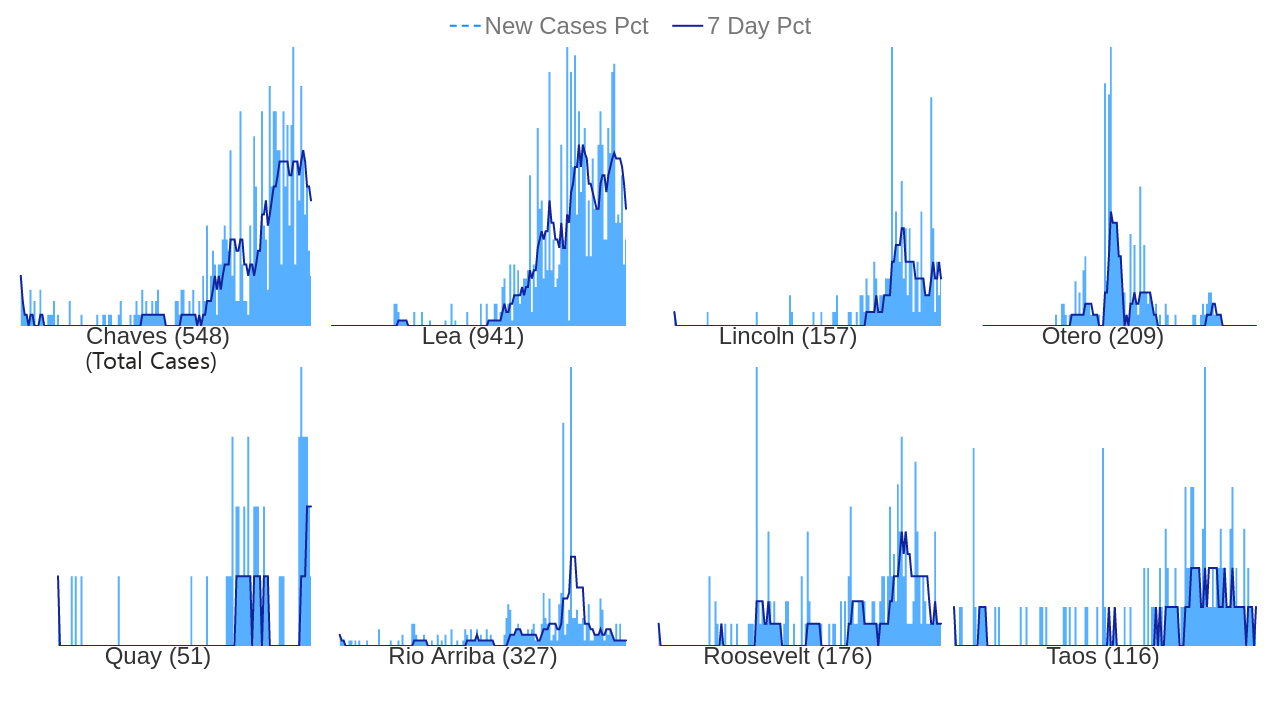 New Cases Pct 7 Day Pct
Chaves (548) Lea (941) Lincoln (157) Otero (209)
(Total Cases)
Quay (51) Rio Arriba (327) Roosevelt (176) Taos (116)